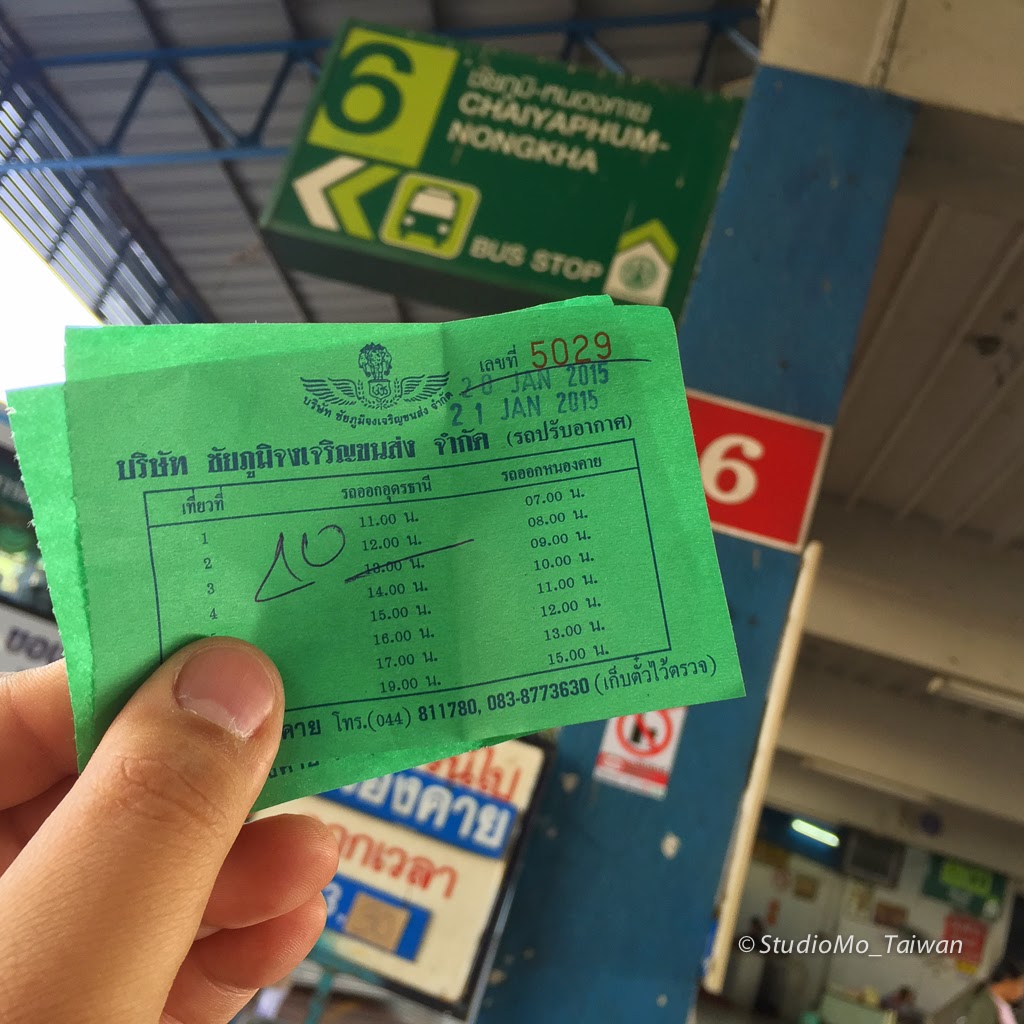 6
ชัยภูมิ-หนองคาย
CHAIYAPHUM-
NONGKHA
BUS STOP
เลขที่ 5029
20 JAN 2015
21 JAN 2015
บริษัท ชัยภูมิจงเจริญขนส่ง จำกัด
บริษัท ชัยภูมิจงเจริญขนส่ง จำกัด (รถปรับอากาศ)
เที่ยวที่ รถออกอุดรธานี รถออกหนองคาย
1 11.00 น. 07.00 น.
2 12.00 น. 08.00 น.
3 13.00 น. 09.00 น.
4 14.00 น. 10.00 น.
15.00 น. 11.00 น.
16.00 น. 12.00 น.
17.00 น. 13.00 น.
19.00 น. 15.00 น.
10
คาย โทร.(044) 811780, 083-8773630 (เก็บตั๋วไว้ตรวจ)
6
องคาย
กเวลา
© StudioMo_Taiwan